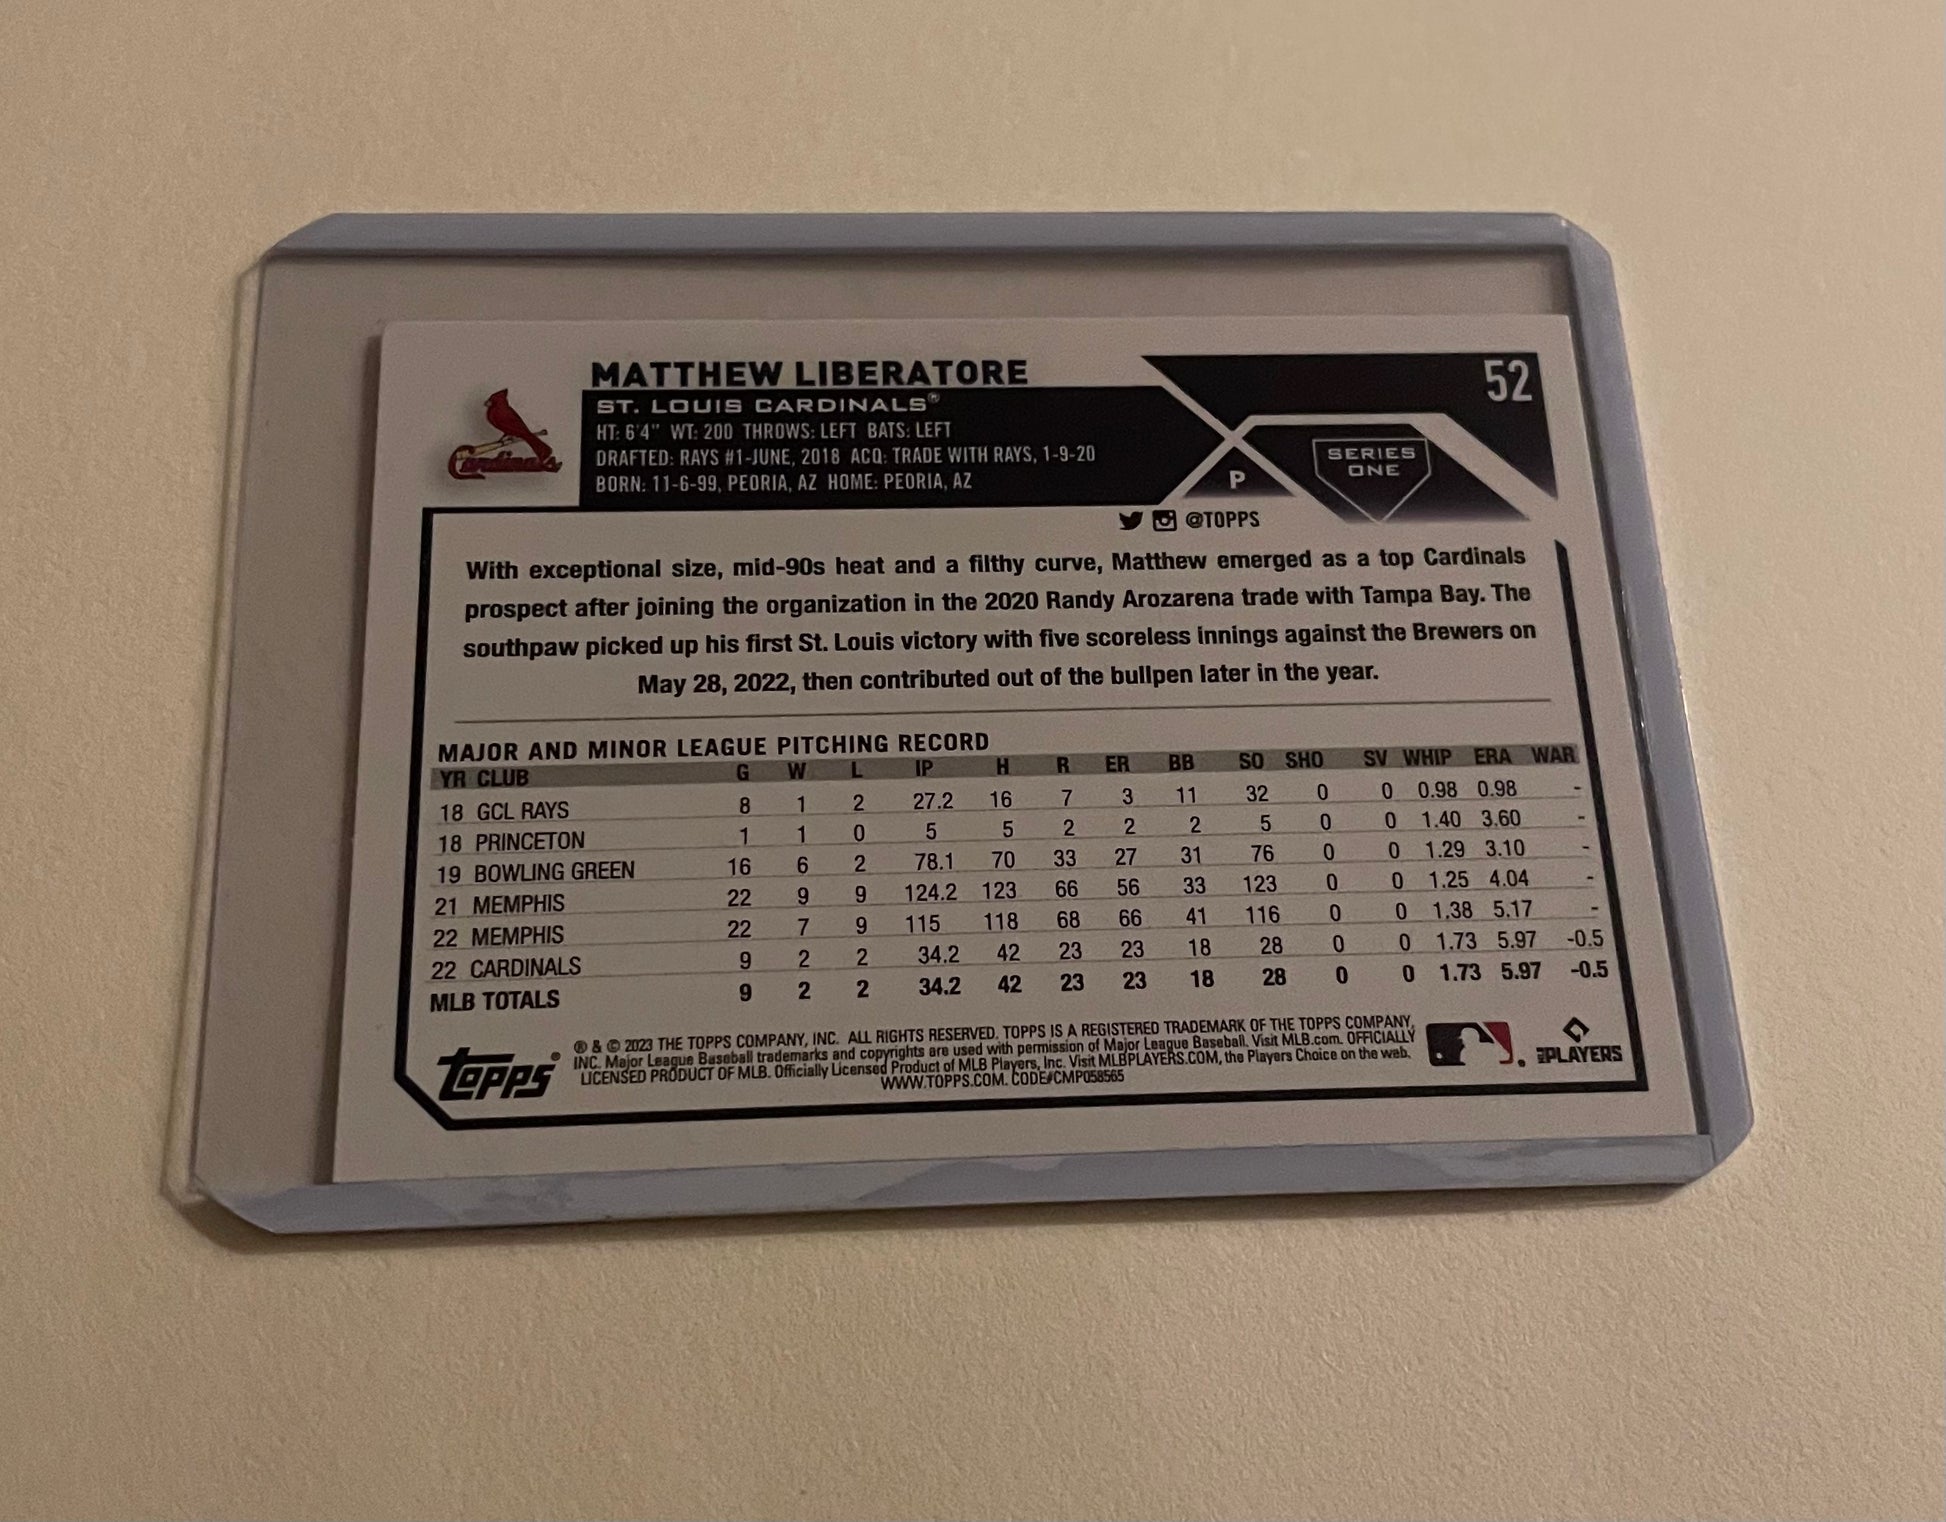 MATTHEW LIBERATORE
52
ST. LOUIS CARDINALS®
HT: 6'4" WT: 200 THROWS: LEFT BATS: LEFT
DRAFTED: RAYS #1-JUNE, 2018 ACQ: TRADE WITH RAYS, 1-9-20
BORN: 11-6-99, PEORIA, AZ HOME: PEORIA, AZ
Cardinals
P
SERIES
ONE
@TOPPS
With exceptional size, mid-90s heat and a filthy curve, Matthew emerged as a top Cardinals
prospect after joining the organization in the 2020 Randy Arozarena trade with Tampa Bay. The
southpaw picked up his first St. Louis victory with five scoreless innings against the Brewers on
May 28, 2022, then contributed out of the bullpen later in the year.
MAJOR AND MINOR LEAGUE PITCHING RECORD
YR CLUB G W L IP H R ER BB SO SHO SV WHIP ERA WAR
18 GCL RAYS 8 1 2 27.2 16 7 3 11 32 0 0 0.98 0.98 -
18 PRINCETON 1 1 0 5 5 2 2 2 5 0 0 1.40 3.60 -
19 BOWLING GREEN 16 6 2 78.1 70 33 27 31 76 0 0 1.29 3.10 -
21 MEMPHIS 22 9 9 124.2 123 66 56 33 123 0 0 1.25 4.04 -
22 MEMPHIS 22 7 9 115 118 68 66 41 116 0 0 1.38 5.17 -
22 CARDINALS 9 2 2 34.2 42 23 23 18 28 0 0 1.73 5.97 -0.5
MLB TOTALS 9 2 2 34.2 42 23 23 18 28 0 0 1.73 5.97 -0.5
Topps®
® & © 2023 THE TOPPS COMPANY, INC. ALL RIGHTS RESERVED. TOPPS IS A REGISTERED TRADEMARK OF THE TOPPS COMPANY,
INC. Major League Baseball trademarks and copyrights are used with permission of Major League Baseball. Visit MLB.com. OFFICIALLY
LICENSED PRODUCT OF MLB. Officially Licensed Product of MLB Players, Inc. Visit MLBPLAYERS.COM, the Players Choice on the web.
WWW.TOPPS.COM. CODE#CMP058565
MLB PLAYERS